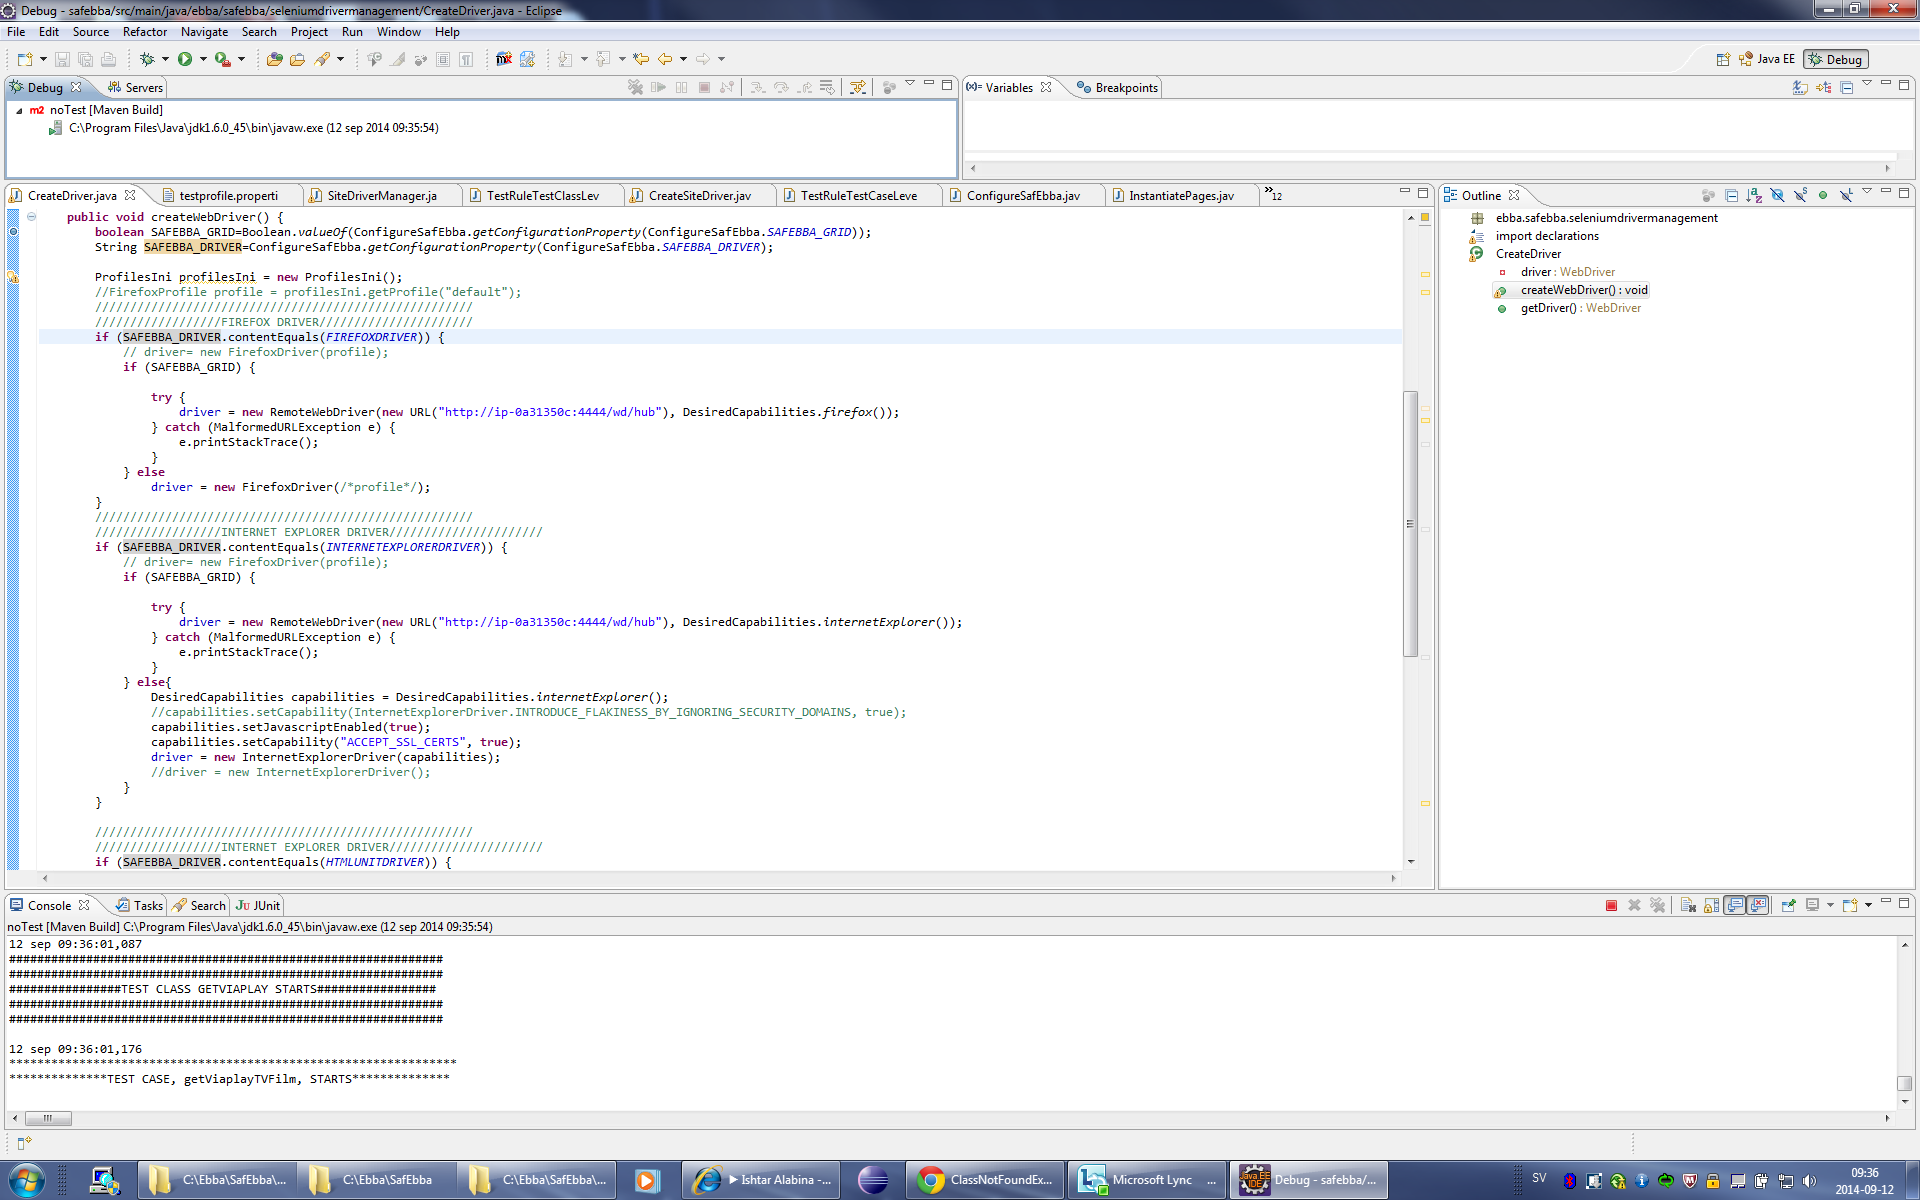 Debug - safebba/src/main/java/ebba/safebba/seleniumdrivermanagement/CreateDriver.java - Eclipse
File Edit Source Refactor Navigate Search Project Run Window Help
Java EE Debug
Debug Servers
noTest [Maven Build]
C:\Program Files\Java\jdk1.6.0_45\bin\javaw.exe (12 sep 2014 09:35:54)
Variables Breakpoints
CreateDriver.java testprofile.properti SiteDriverManager.ja TestRuleTestClassLev CreateSiteDriver.jav TestRuleTestCaseLeve ConfigureSafEbba.jav InstantiatePages.jav »12
public void createWebDriver() {
boolean SAFEBBA_GRID=Boolean.valueOf(ConfigureSafEbba.getConfigurationProperty(ConfigureSafEbba.SAFEBBA_GRID));
String SAFEBBA_DRIVER=ConfigureSafEbba.getConfigurationProperty(ConfigureSafEbba.SAFEBBA_DRIVER);
ProfilesIni profilesIni = new ProfilesIni();
//FirefoxProfile profile = profilesIni.getProfile("default");
//////////////////////////////////////////////////////
//////////////////FIREFOX DRIVER//////////////////////
if (SAFEBBA_DRIVER.contentEquals(FIREFOXDRIVER)) {
// driver= new FirefoxDriver(profile);
if (SAFEBBA_GRID) {
try {
driver = new RemoteWebDriver(new URL("http://ip-0a31350c:4444/wd/hub"), DesiredCapabilities.firefox());
} catch (MalformedURLException e) {
e.printStackTrace();
}
} else
driver = new FirefoxDriver(/*profile*/);
}
//////////////////////////////////////////////////////
//////////////////INTERNET EXPLORER DRIVER//////////////////////
if (SAFEBBA_DRIVER.contentEquals(INTERNETEXPLORERDRIVER)) {
// driver= new FirefoxDriver(profile);
if (SAFEBBA_GRID) {
try {
driver = new RemoteWebDriver(new URL("http://ip-0a31350c:4444/wd/hub"), DesiredCapabilities.internetExplorer());
} catch (MalformedURLException e) {
e.printStackTrace();
}
} else{
DesiredCapabilities capabilities = DesiredCapabilities.internetExplorer();
//capabilities.setCapability(InternetExplorerDriver.INTRODUCE_FLAKINESS_BY_IGNORING_SECURITY_DOMAINS, true);
capabilities.setJavascriptEnabled(true);
capabilities.setCapability("ACCEPT_SSL_CERTS", true);
driver = new InternetExplorerDriver(capabilities);
//driver = new InternetExplorerDriver();
}
}
//////////////////////////////////////////////////////
//////////////////INTERNET EXPLORER DRIVER//////////////////////
if (SAFEBBA_DRIVER.contentEquals(HTMLUNITDRIVER)) {
Outline
ebba.safebba.seleniumdrivermanagement
import declarations
CreateDriver
driver : WebDriver
createWebDriver() : void
getDriver() : WebDriver
Console Tasks Search JUnit
noTest [Maven Build] C:\Program Files\Java\jdk1.6.0_45\bin\javaw.exe (12 sep 2014 09:35:54)
12 sep 09:36:01,087
##############################################################
##############################################################
################TEST CLASS GETVIAPLAY STARTS#################
##############################################################
##############################################################
12 sep 09:36:01,176
****************************************************************
**************TEST CASE, getViaplayTVFilm, STARTS**************
C:\Ebba\SafEbba\... C:\Ebba\SafEbba C:\Ebba\SafEbba\... Ishtar Alabina -... ClassNotFoundEx... Microsoft Lync ... Debug - safebba/...
SV
09:36
2014-09-12